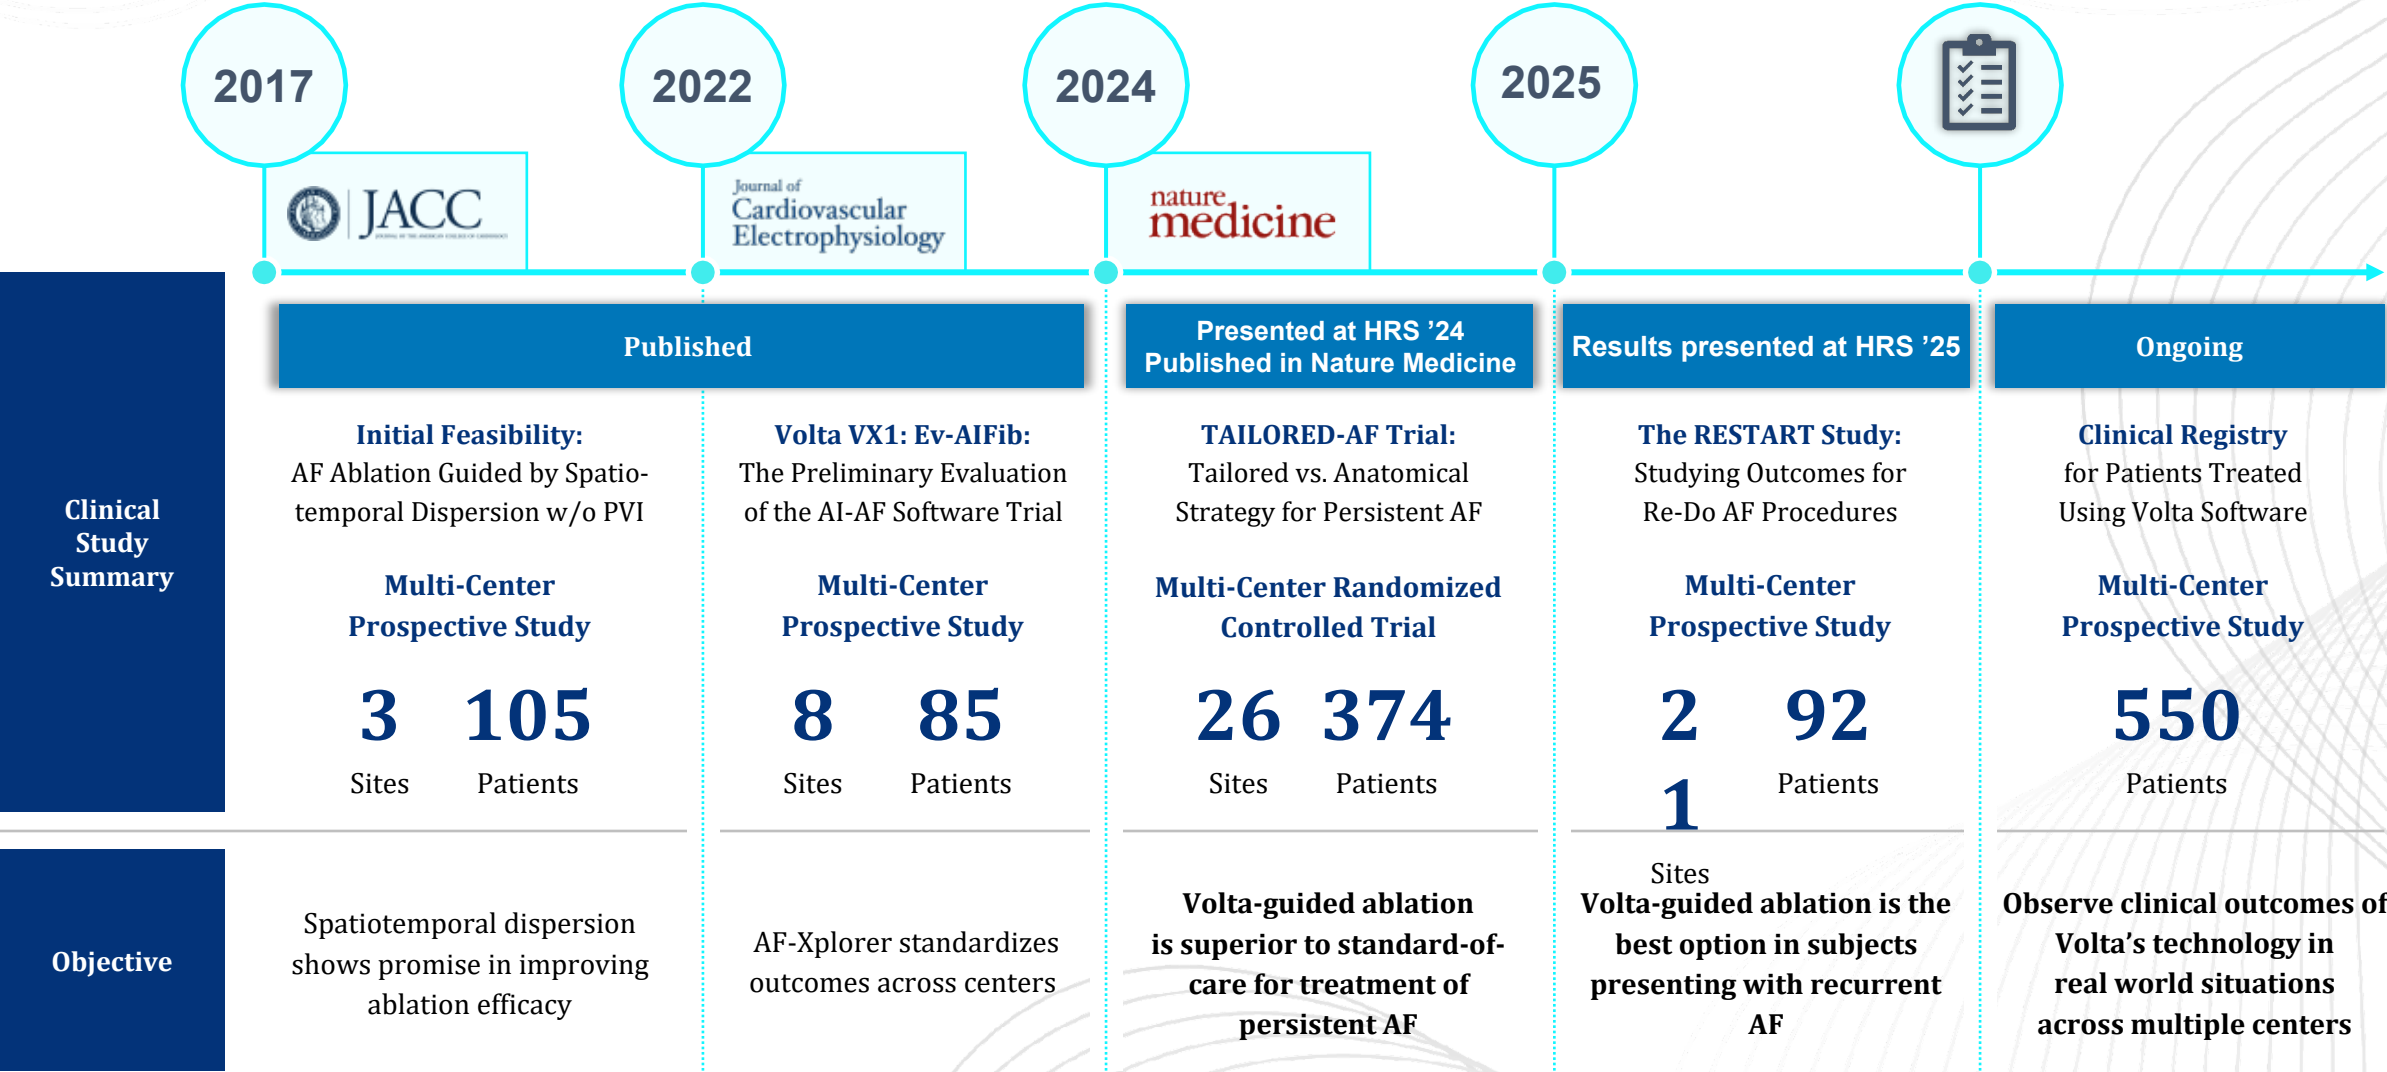 2017
2022
2024
2025
JACC
JOURNAL OF THE AMERICAN COLLEGE OF CARDIOLOGY
Journal of
Cardiovascular
Electrophysiology
nature
medicine
Published
Presented at HRS ’24
Published in Nature Medicine
Results presented at HRS ’25
Ongoing
Clinical
Study
Summary
Initial Feasibility:
AF Ablation Guided by Spatio-
temporal Dispersion w/o PVI
Multi-Center
Prospective Study
3 105
Sites Patients
Volta VX1: Ev-AIFib:
The Preliminary Evaluation
of the AI-AF Software Trial
Multi-Center
Prospective Study
8 85
Sites Patients
TAILORED-AF Trial:
Tailored vs. Anatomical
Strategy for Persistent AF
Multi-Center Randomized
Controlled Trial
26 374
Sites Patients
The RESTART Study:
Studying Outcomes for
Re-Do AF Procedures
Multi-Center
Prospective Study
2 92
1 Patients
Sites
Clinical Registry
for Patients Treated
Using Volta Software
Multi-Center
Prospective Study
550
Patients
Objective
Spatiotemporal dispersion
shows promise in improving
ablation efficacy
AF-Xplorer standardizes
outcomes across centers
Volta-guided ablation
is superior to standard-of-
care for treatment of
persistent AF
Volta-guided ablation is the
best option in subjects
presenting with recurrent
AF
Observe clinical outcomes of
Volta’s technology in
real world situations
across multiple centers